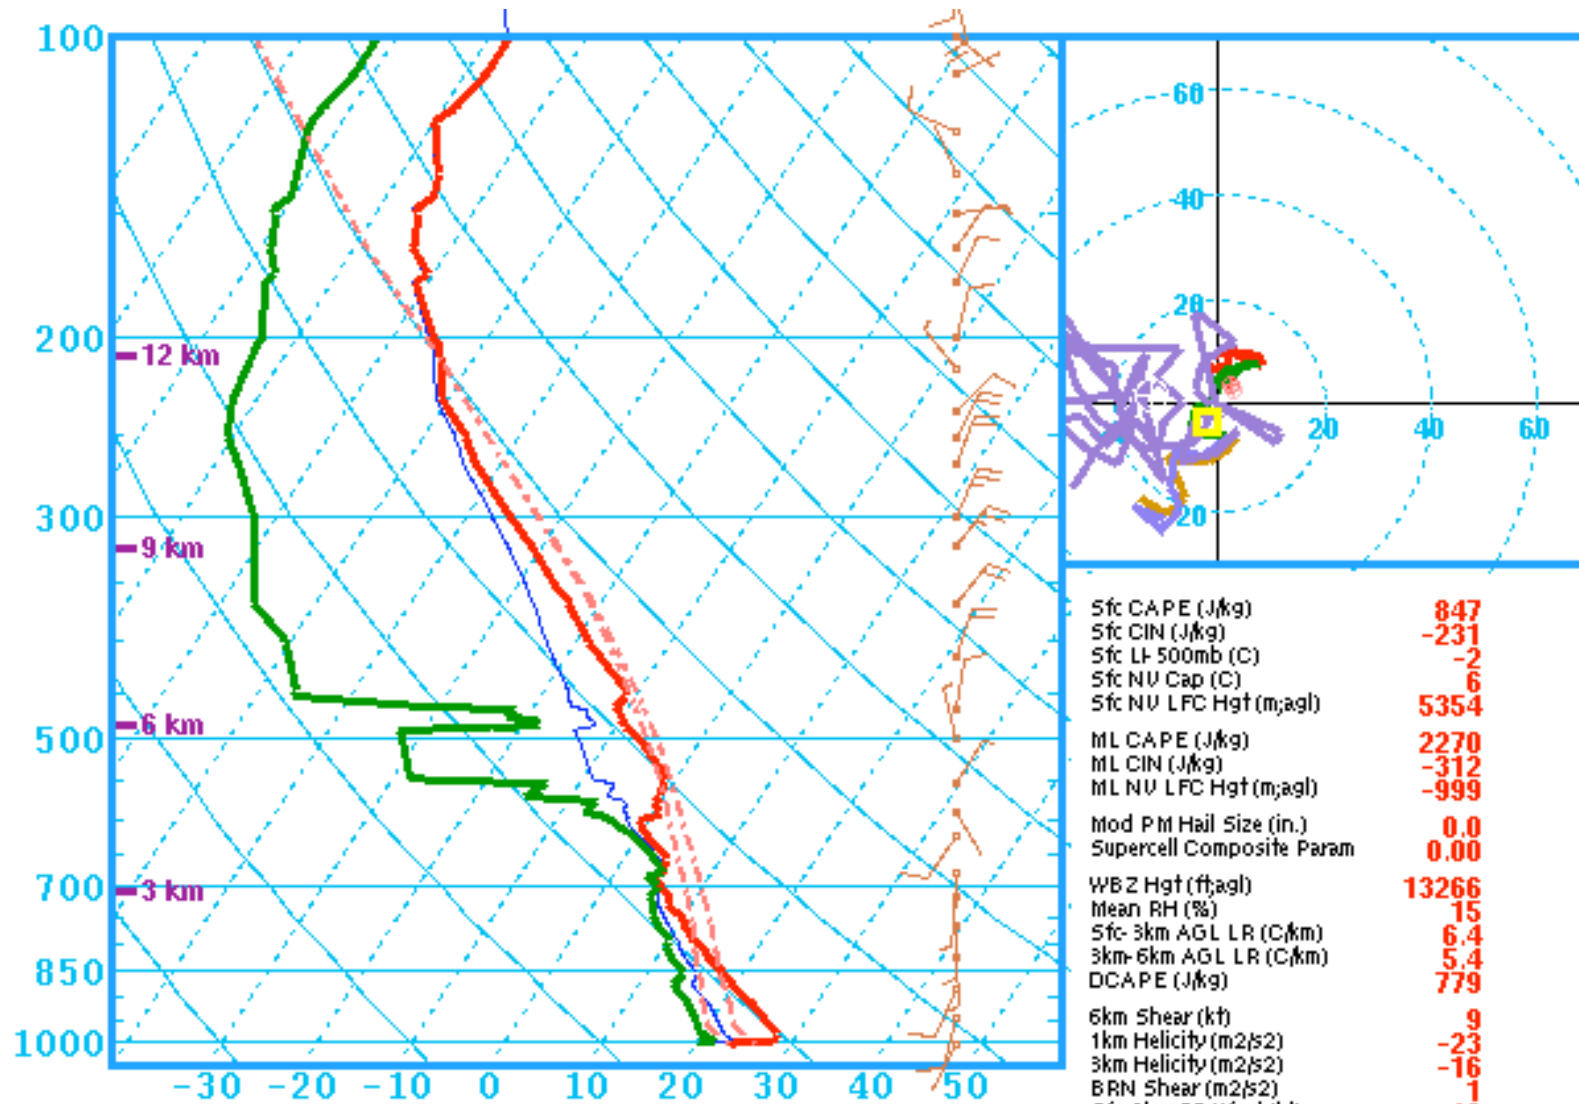 100
200
12 km
300
9 km
500
6 km
700
3 km
850
1000
-30 -20 -10 0 10 20 30 40 50
60
40
20
20 40 60
20
Sfc CAPE (J/kg) 847
Sfc CIN (J/kg) -231
Sfc LI-500mb (C) -2
Sfc NV Cap (C) 6
Sfc NV LFC Hgt (m;agl) 5354
ML CAPE (J/kg) 2270
ML CIN (J/kg) -312
ML NV LFC Hgt (m;agl) -999
Mod PM Hail Size (in.) 0.0
Supercell Composite Param 0.00
WBZ Hgt (ft;agl) 13266
Mean RH (%) 15
Sfc-3km AGL LR (C/km) 6.4
3km-6km AGL LR (C/km) 5.4
DCAPE (J/kg) 779
6km Shear (kt) 9
1km Helicity (m2/s2) -23
3km Helicity (m2/s2) -16
BRN Shear (m2/s2) 1